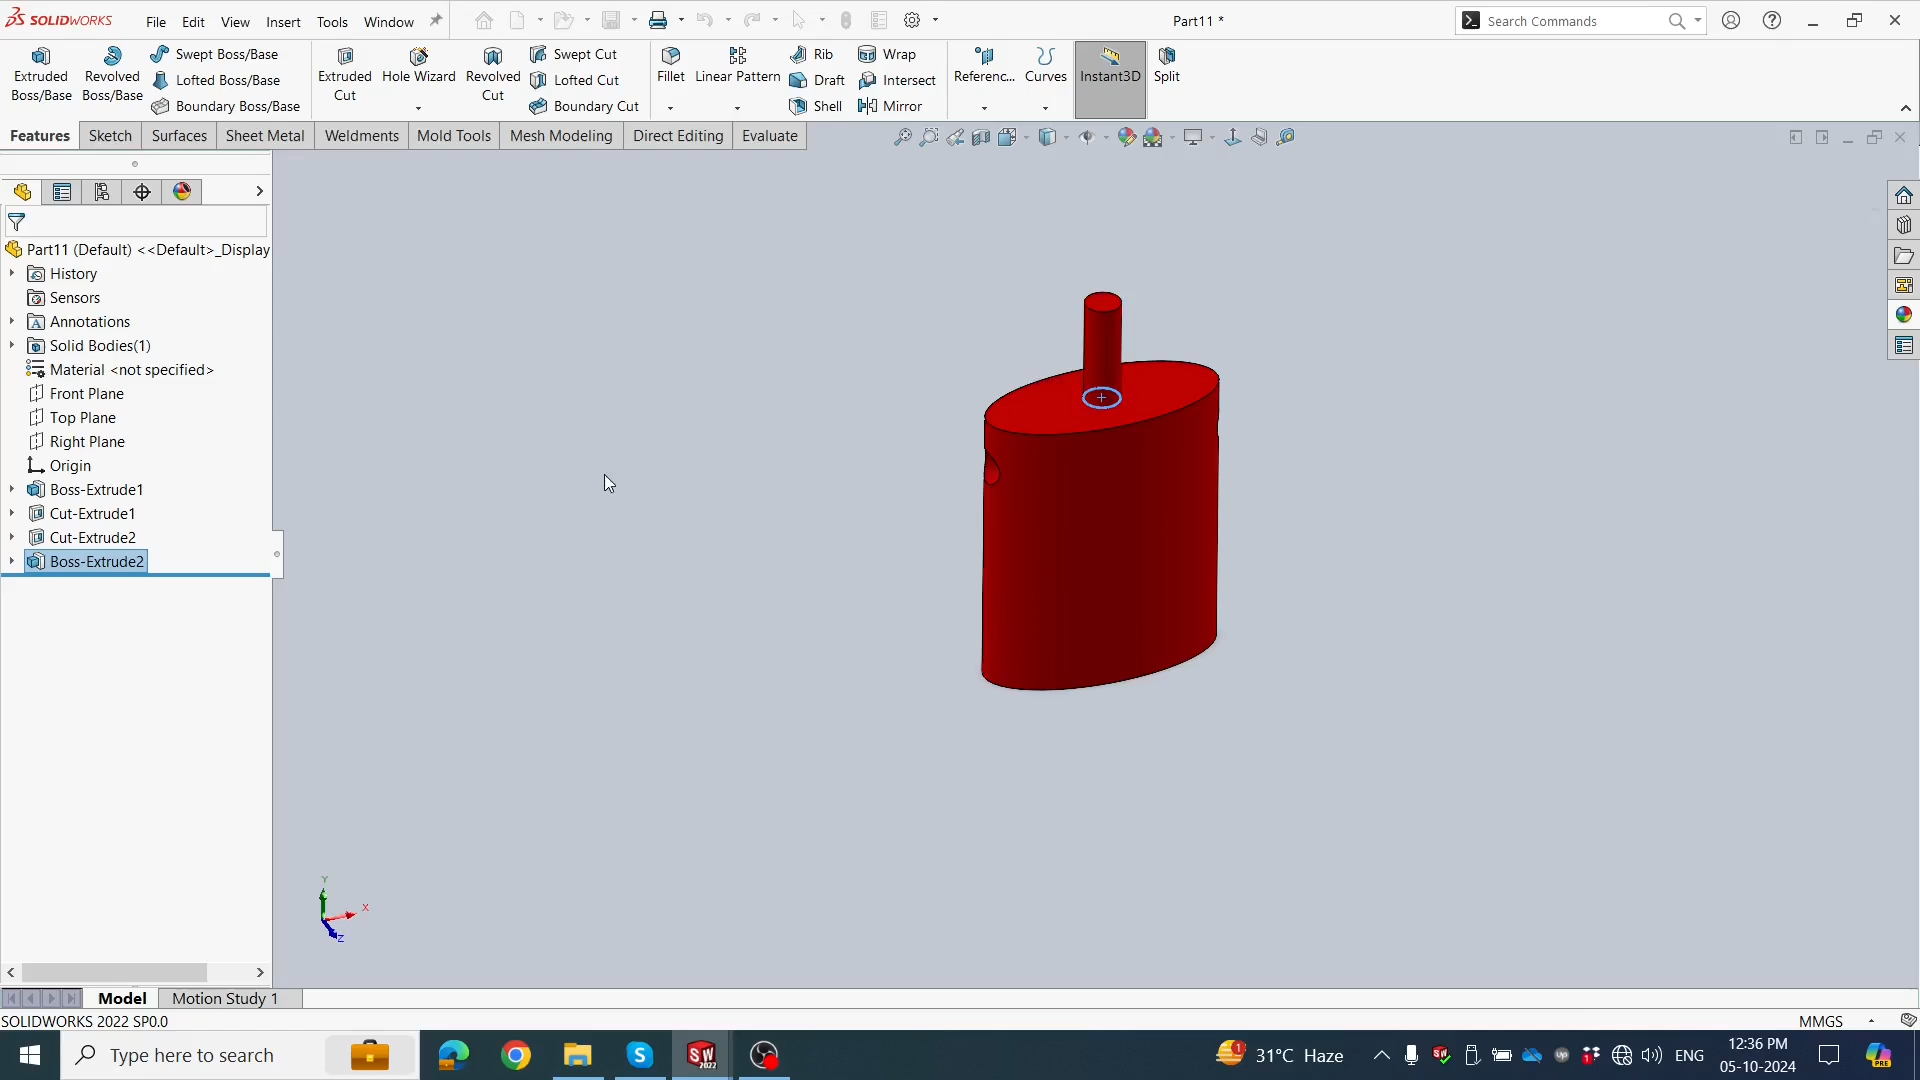 SOLIDWORKS File Edit View Insert Tools Window Part11 * Search Commands
Extruded Boss/Base
Revolved Boss/Base
Swept Boss/Base
Lofted Boss/Base
Boundary Boss/Base
Extruded Cut
Hole Wizard
Revolved Cut
Swept Cut
Lofted Cut
Boundary Cut
Fillet
Linear Pattern
Rib
Draft
Shell
Wrap
Intersect
Mirror
Referenc...
Curves
Instant3D
Split
Features Sketch Surfaces Sheet Metal Weldments Mold Tools Mesh Modeling Direct Editing Evaluate
Part11 (Default) <<Default>_Display
History
Sensors
Annotations
Solid Bodies(1)
Material <not specified>
Front Plane
Top Plane
Right Plane
Origin
Boss-Extrude1
Cut-Extrude1
Cut-Extrude2
Boss-Extrude2
Y
X
Z
Model Motion Study 1
SOLIDWORKS 2022 SP0.0 MMGS
Type here to search
SW
2022
1
31°C Haze
ENG
12:36 PM
05-10-2024
PRE